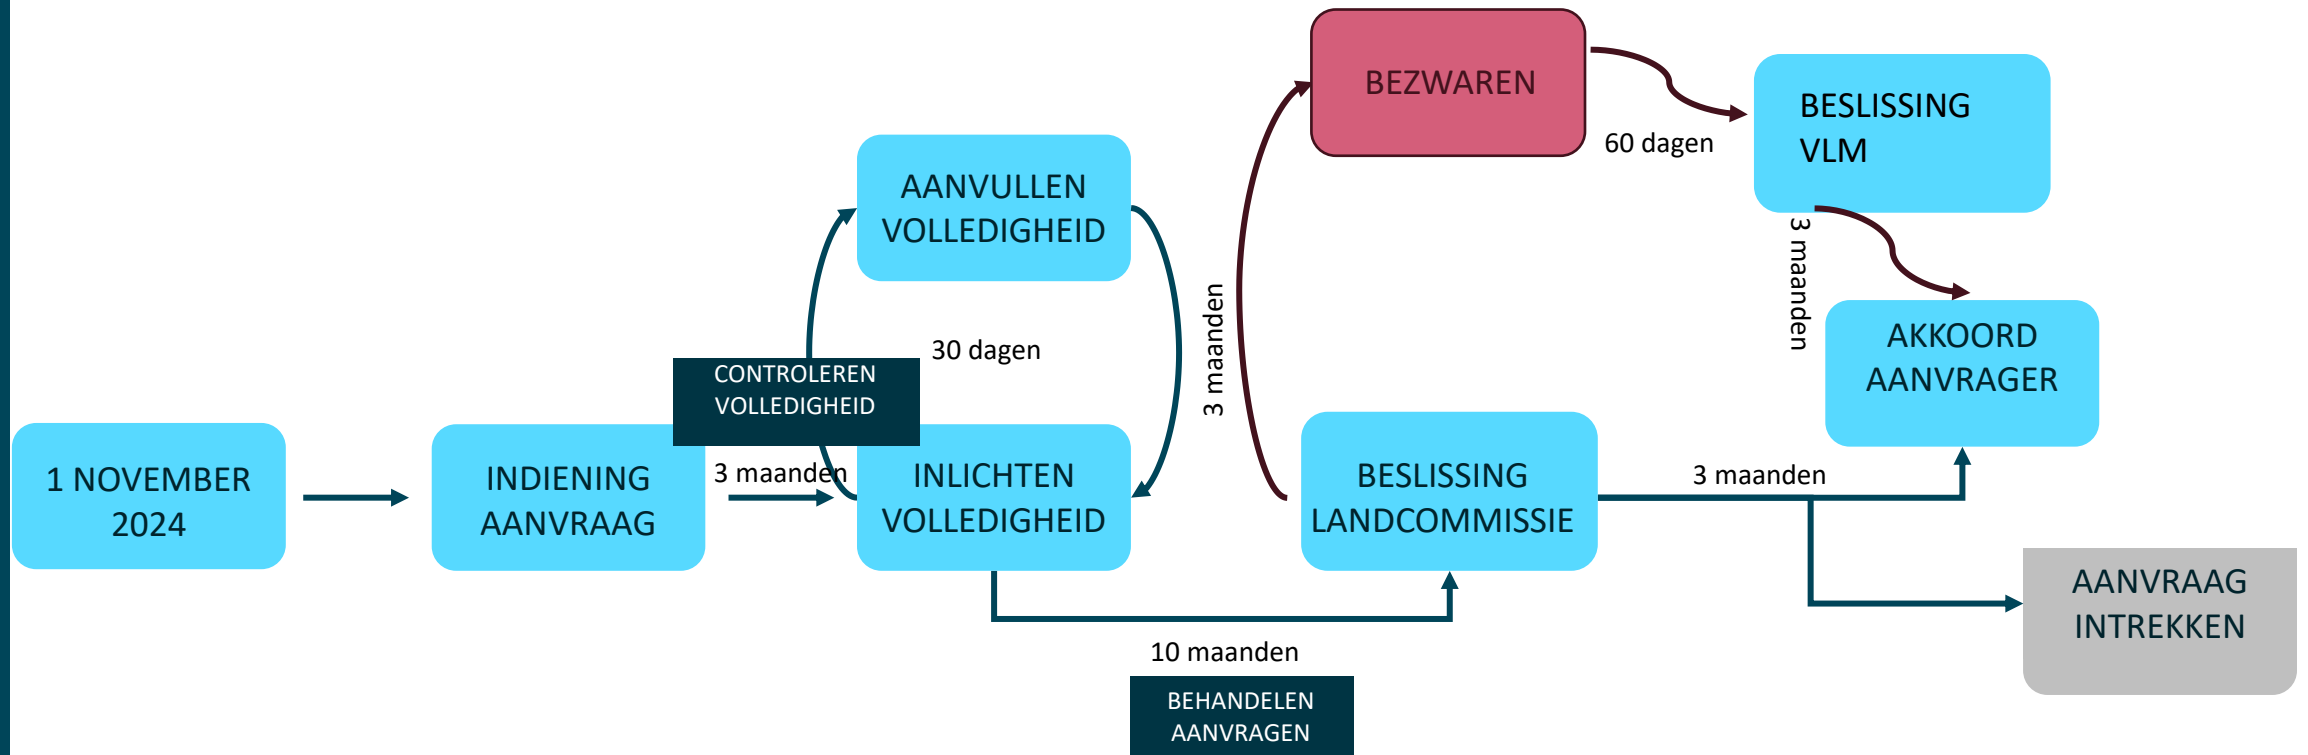 1 NOVEMBER
2024
INDIENING
AANVRAAG
CONTROLEREN
VOLLEDIGHEID
3 maanden
AANVULLEN
VOLLEDIGHEID
30 dagen
INLICHTEN
VOLLEDIGHEID
10 maanden
BEHANDELEN
AANVRAGEN
3 maanden
BESLISSING
LANDCOMMISSIE
BEZWAREN
60 dagen
BESLISSING
VLM
3 maanden
AKKOORD
AANVRAGER
3 maanden
AANVRAAG
INTREKKEN